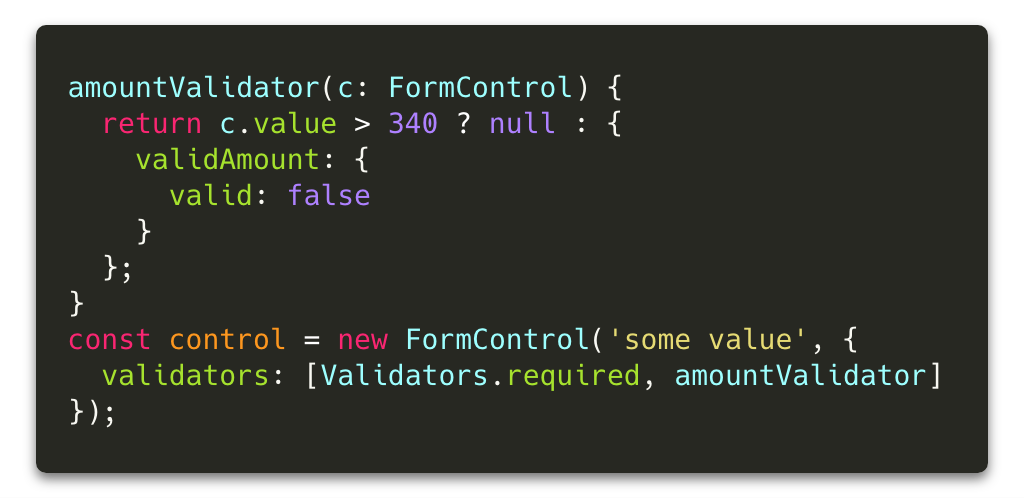 amountValidator(c: FormControl) {
  return c.value > 340 ? null : {
    validAmount: {
      valid: false
    }
  };
}
const control = new FormControl('some value', {
  validators: [Validators.required, amountValidator]
});